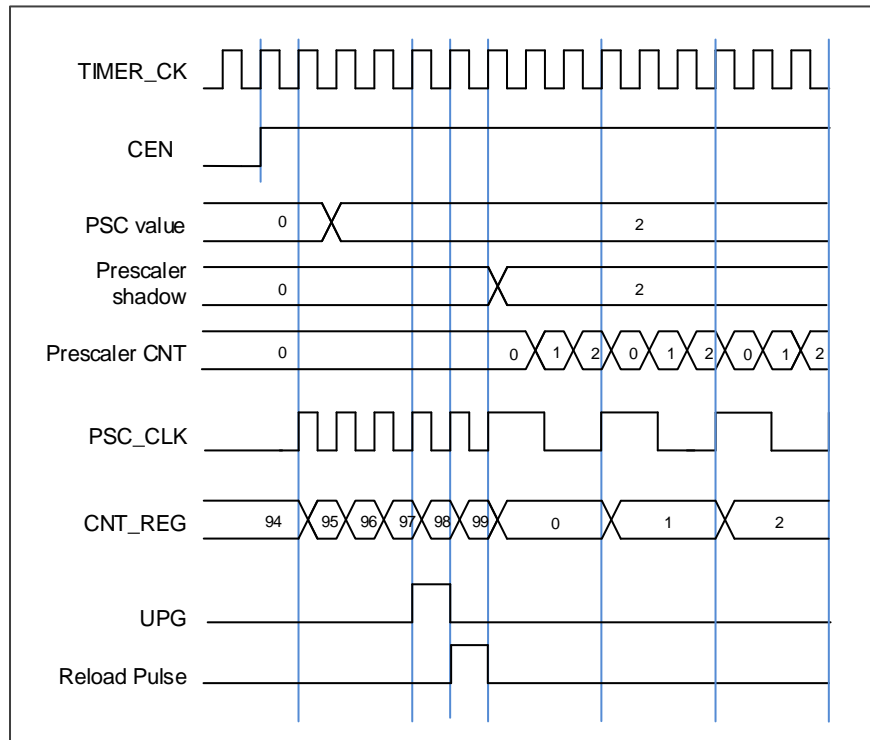 TIMER_CK
CEN
PSC value 0 2
Prescaler
shadow 0 2
Prescaler CNT 0 0 1 2 0 1 2 0 1 2
PSC_CLK
CNT_REG 94 95 96 97 98 99 0 1 2
UPG
Reload Pulse